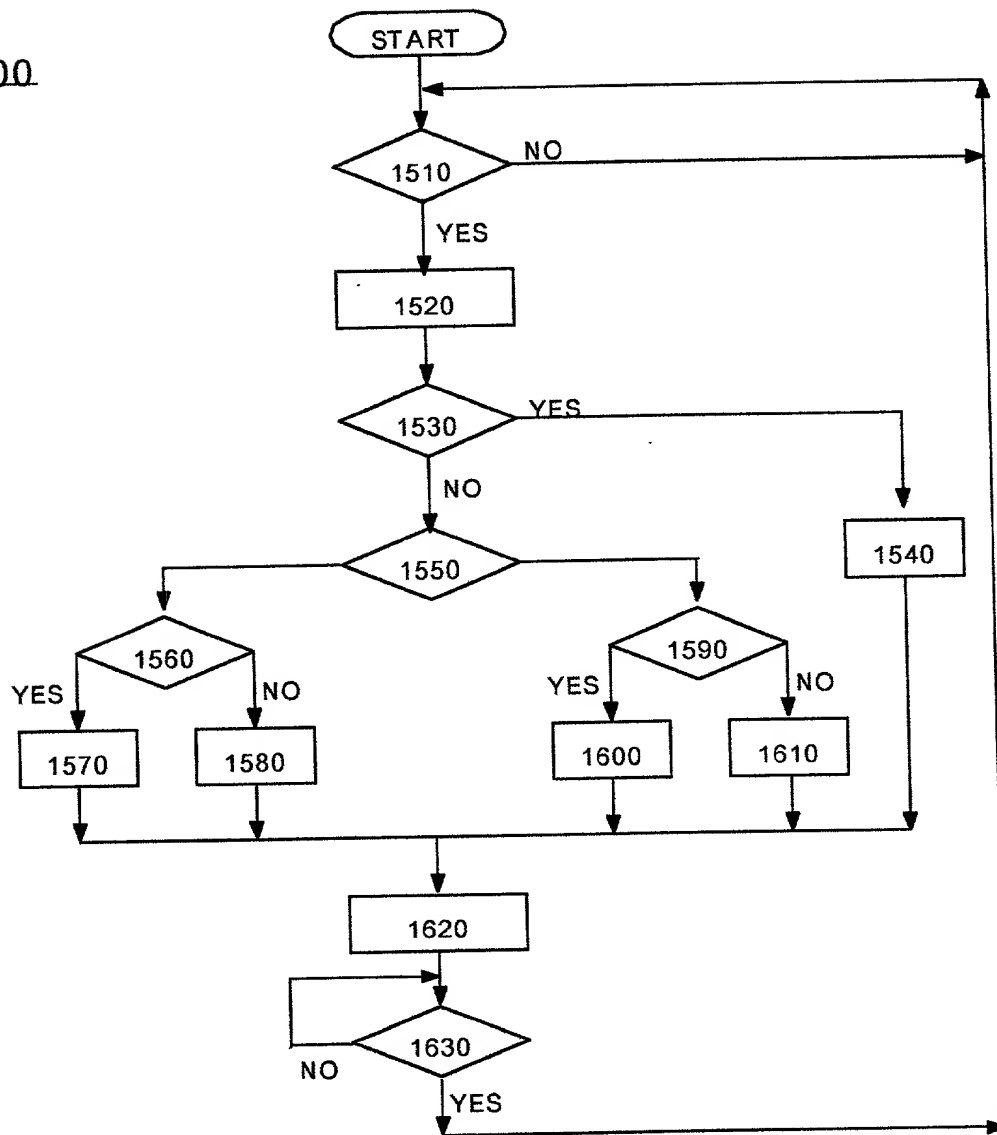 START
00
NO
1510
YES
1520
YES
1530
NO
1550
1540
1560
1590
YES
NO
YES
NO
1570
1580
1600
1610
1620
1630
NO
YES